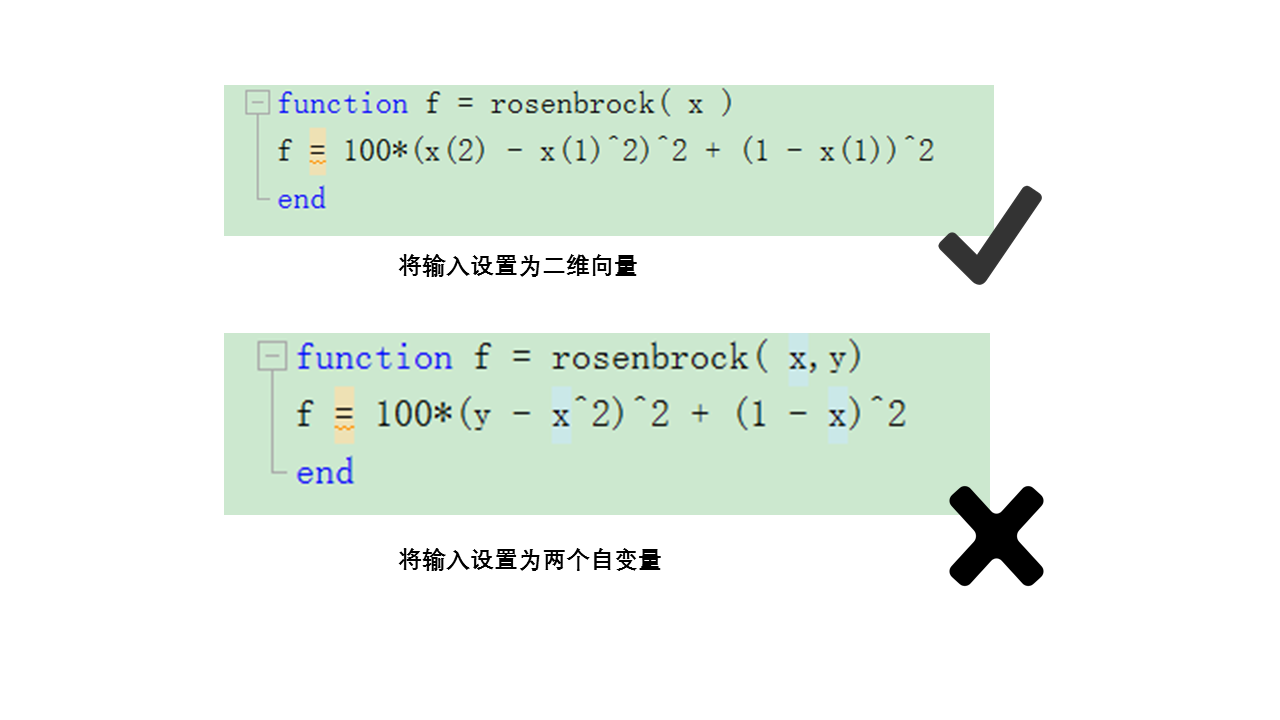 function f = rosenbrock( x )
f = 100*(x(2) - x(1)^2)^2 + (1 - x(1))^2
end
将输入设置为二维向量
function f = rosenbrock( x,y)
f = 100*(y - x^2)^2 + (1 - x)^2
end
将输入设置为两个自变量